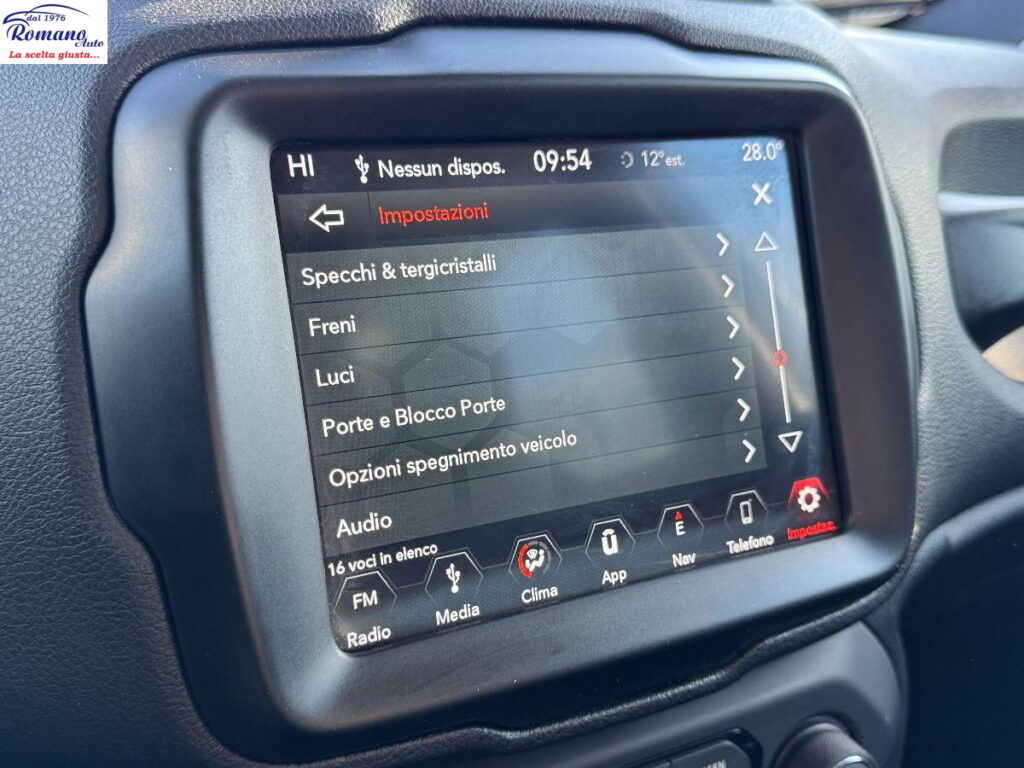 dal 1976
Romano Auto
La scelta giusta...
HI Nessun dispos. 09:54 12° est. 28.0°
Impostazioni
Specchi & tergicristalli
Freni
Luci
Porte e Blocco Porte
Opzioni spegnimento veicolo
Audio
16 voci in elenco
FM
E
Radio Media Clima App Nav Telefono Impostaz.